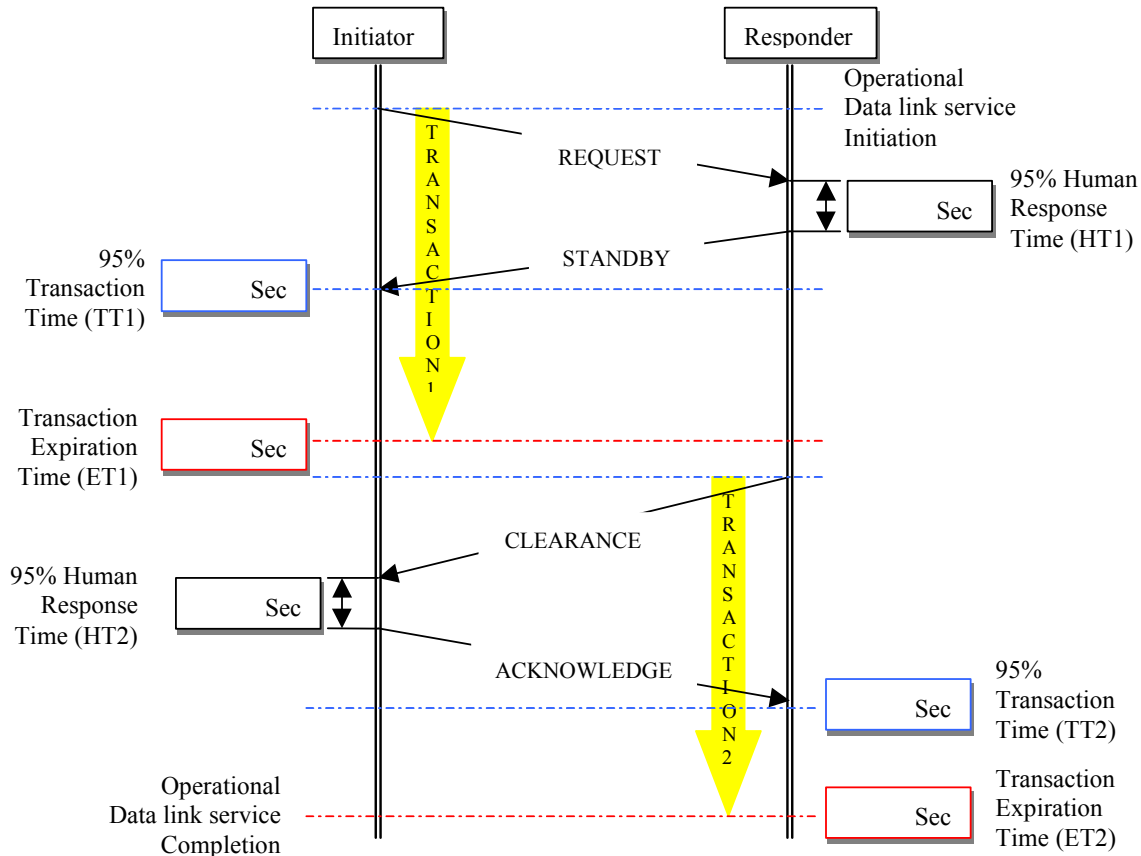 Initiator
Responder
Operational
Data link service
Initiation
TRANSACTION1
REQUEST
95% Human
Response
Time (HT1)
Sec
STANDBY
95%
Transaction
Time (TT1)
Sec
Transaction
Expiration
Time (ET1)
Sec
TRANSACTION2
CLEARANCE
95% Human
Response
Time (HT2)
Sec
ACKNOWLEDGE
95%
Transaction
Time (TT2)
Sec
Operational
Data link service
Completion
Transaction
Expiration
Time (ET2)
Sec